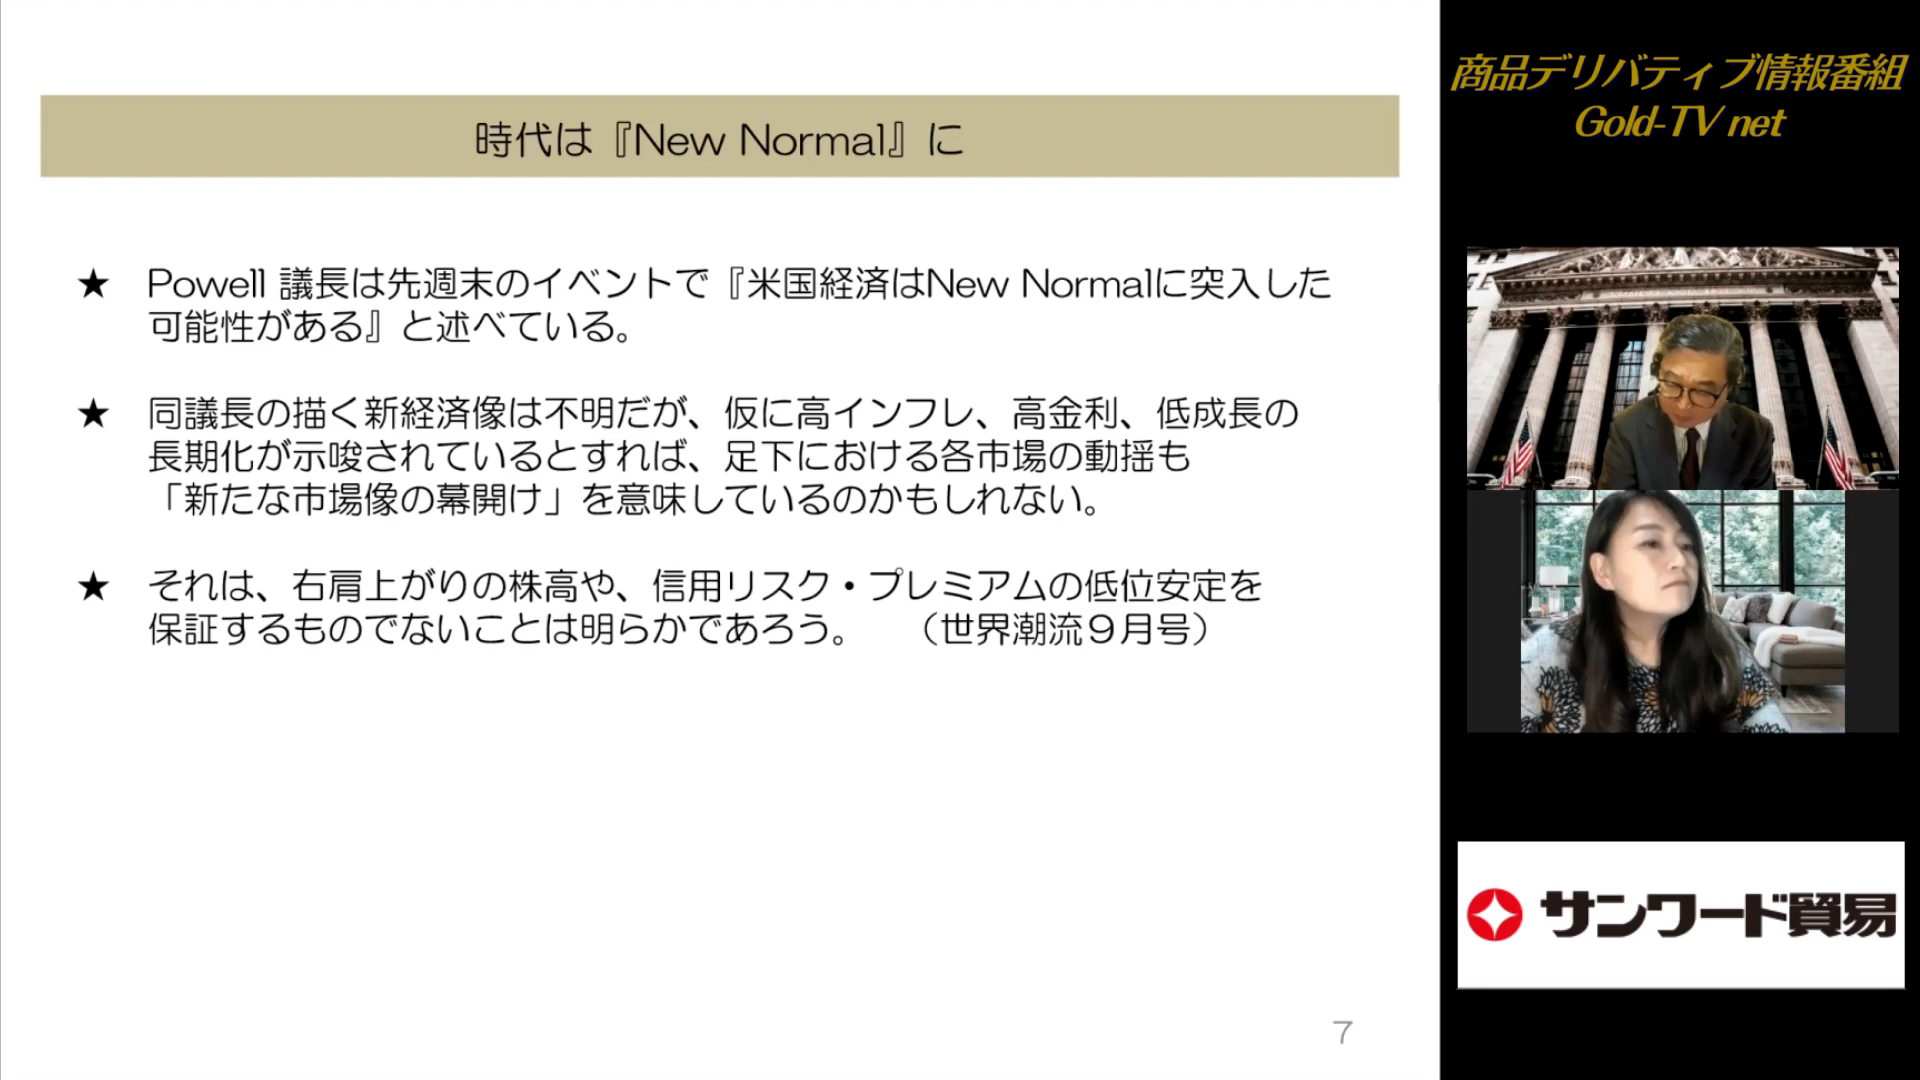 時代は『New Normal』に
★ Powell 議長は先週末のイベントで『米国経済はNew Normalに突入した
可能性がある』と述べている。
★ 同議長の描く新経済像は不明だが、仮に高インフレ、高金利、低成長の
長期化が示唆されているとすれば、足下における各市場の動揺も
「新たな市場像の幕開け」を意味しているのかもしれない。
★ それは、右肩上がりの株高や、信用リスク・プレミアムの低位安定を
保証するものでないことは明らかであろう。 （世界潮流９月号）
7
商品デリバティブ情報番組
Gold-TV net
サンワード貿易